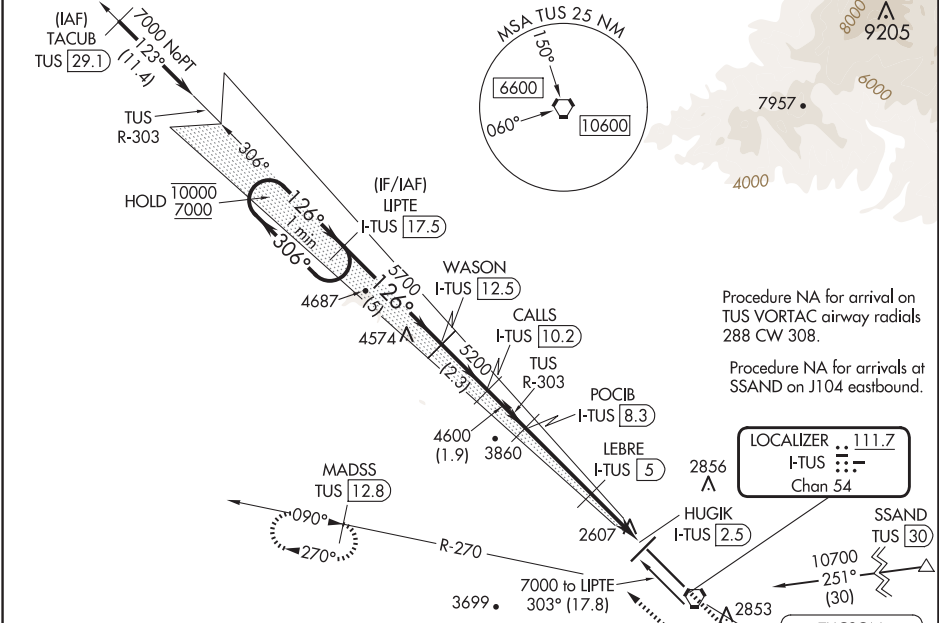 (IAF)
TACUB
TUS 29.1
7000 NoPT
123°
(11.4)
TUS
R-303
306°
HOLD 10000
7000
126°
1 min
306°
(IF/IAF)
LIPTE
I-TUS 17.5
MSA TUS 25 NM
150°
6600
060°
10600
8000
9205
6000
7957
4000
5700
126°
(5)
4687
4574
WASON
I-TUS 12.5
CALLS
I-TUS 10.2
5200
(2.3)
TUS
R-303
POCIB
I-TUS 8.3
4600
(1.9)
3860
LEBRE
I-TUS 5
2856
2607
HUGIK
I-TUS 2.5
Procedure NA for arrival on
TUS VORTAC airway radials
288 CW 308.
Procedure NA for arrivals at
SSAND on J104 eastbound.
LOCALIZER 111.7
I-TUS
Chan 54
MADSS
TUS 12.8
090°
270°
R-270
7000 to LIPTE
303° (17.8)
3699
2853
SSAND
TUS 30
10700
251°
(30)